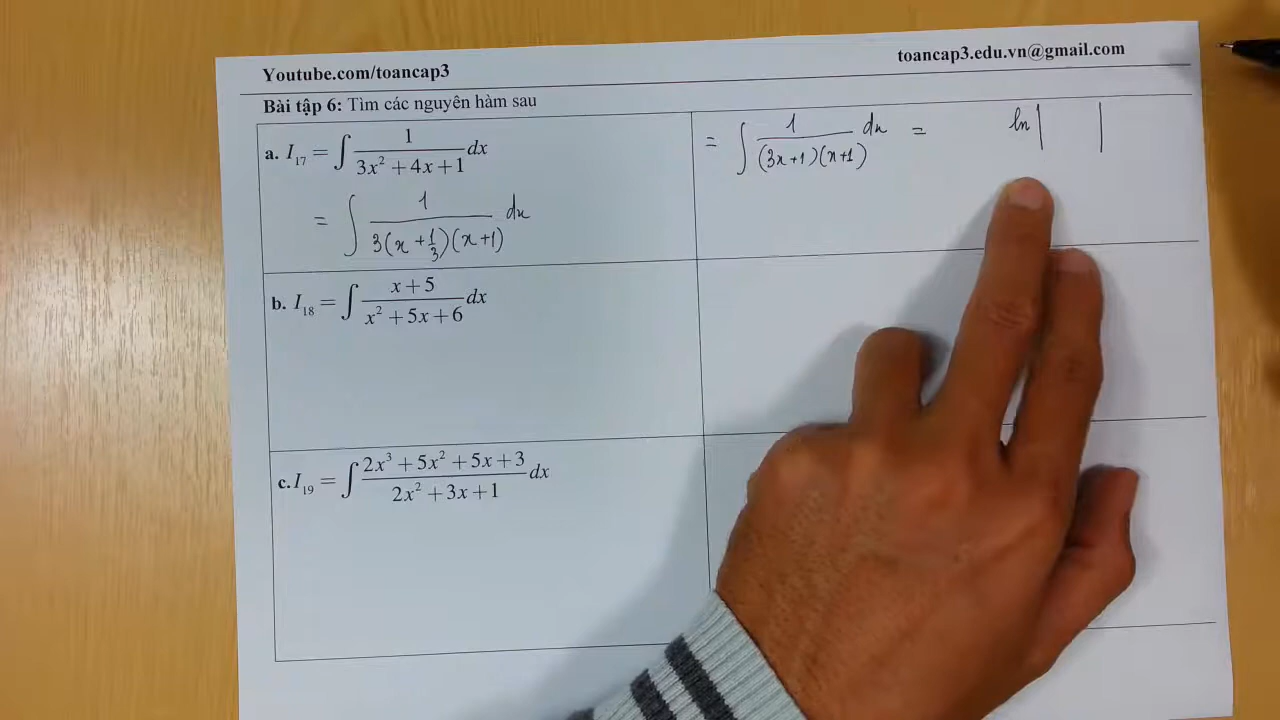 Youtube.com/toancap3
toancap3.edu.vn@gmail.com
Bài tập 6: Tìm các nguyên hàm sau
a. I₁₇ = ∫ 1/(3x² + 4x + 1) dx
= ∫ 1/(3(x + 1/3)(x + 1)) dx
= ∫ 1/((3x+1)(x+1)) dx = ln| |
b. I₁₈ = ∫ (x + 5)/(x² + 5x + 6) dx
c. I₁₉ = ∫ (2x³ + 5x² + 5x + 3)/(2x² + 3x + 1) dx